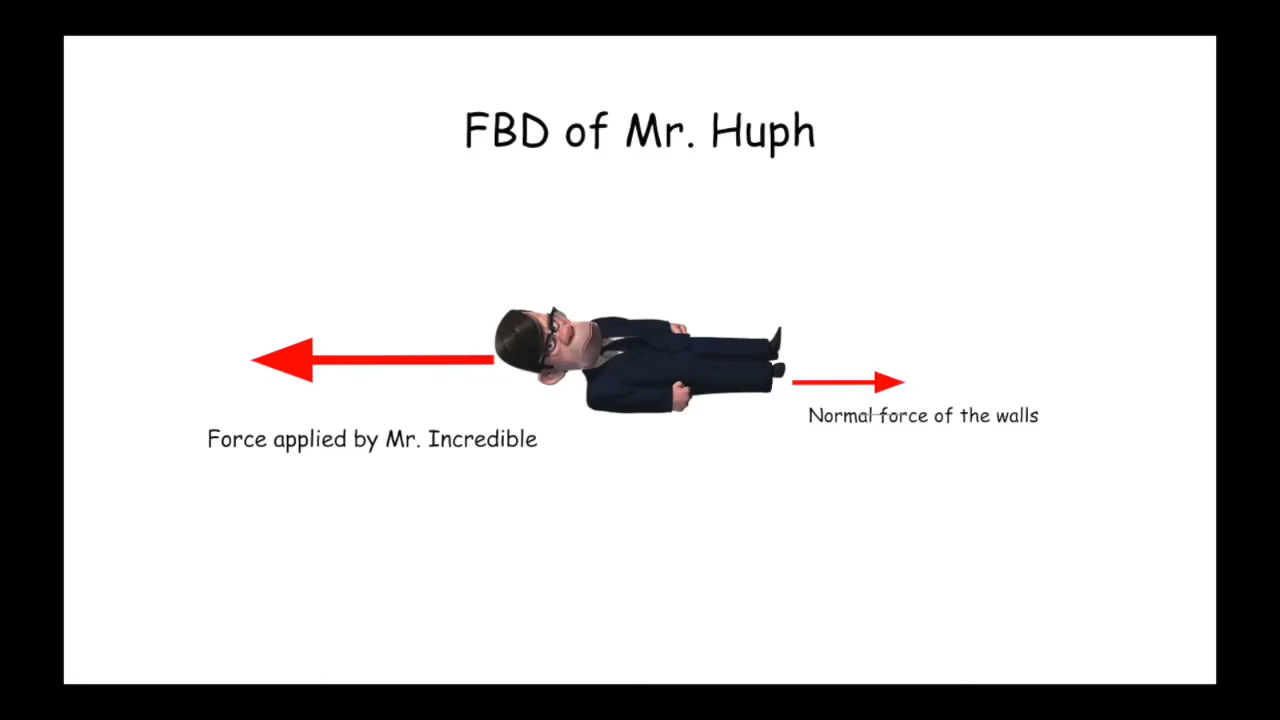 FBD of Mr. Huph
Normal force of the walls
Force applied by Mr. Incredible